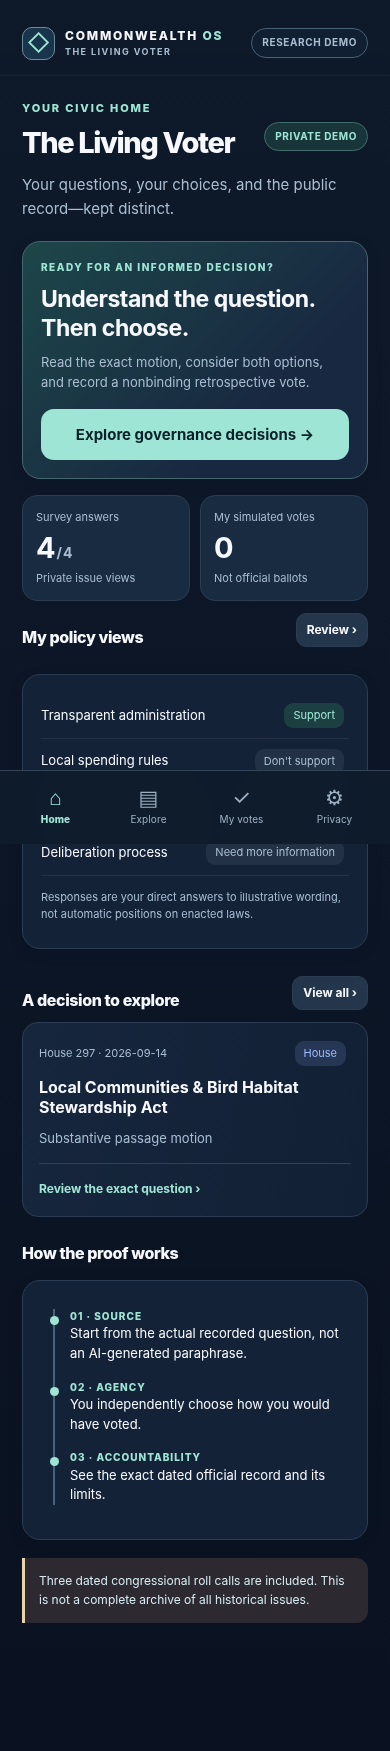 COMMONWEALTH OS
THE LIVING VOTER
RESEARCH DEMO
YOUR CIVIC HOME
The Living Voter
PRIVATE DEMO
Your questions, your choices, and the public
record—kept distinct.
READY FOR AN INFORMED DECISION?
Understand the question.
Then choose.
Read the exact motion, consider both options,
and record a nonbinding retrospective vote.
Explore governance decisions →
Survey answers
4/4
Private issue views
My simulated votes
0
Not official ballots
My policy views
Review ›
Transparent administration
Support
Local spending rules
Don't support
Home
Explore
My votes
Privacy
Deliberation process
Need more information
Responses are your direct answers to illustrative wording,
not automatic positions on enacted laws.
A decision to explore
View all ›
House 297 · 2026-09-14
House
Local Communities & Bird Habitat
Stewardship Act
Substantive passage motion
Review the exact question ›
How the proof works
01 · SOURCE
Start from the actual recorded question, not
an AI-generated paraphrase.
02 · AGENCY
You independently choose how you would
have voted.
03 · ACCOUNTABILITY
See the exact dated official record and its
limits.
Three dated congressional roll calls are included. This
is not a complete archive of all historical issues.